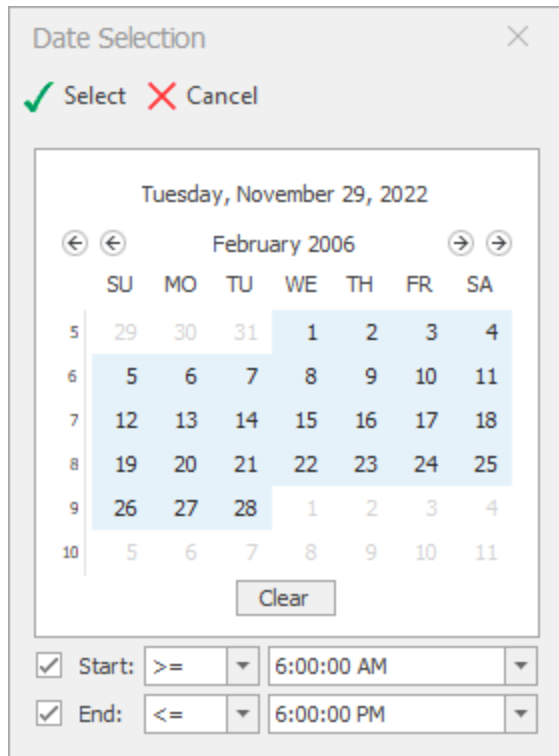 Date Selection
Select Cancel
Tuesday, November 29, 2022
February 2006
SU MO TU WE TH FR SA
5 29 30 31 1 2 3 4
6 5 6 7 8 9 10 11
7 12 13 14 15 16 17 18
8 19 20 21 22 23 24 25
9 26 27 28 1 2 3 4
10 5 6 7 8 9 10 11
Clear
Start: >= 6:00:00 AM
End: <= 6:00:00 PM